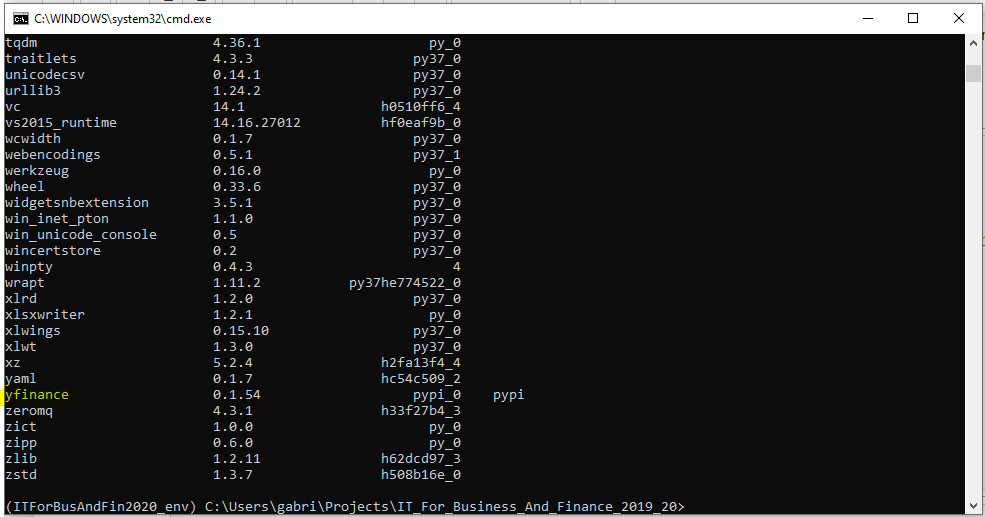 C:\WINDOWS\system32\cmd.exe
tqdm 4.36.1 py_0
traitlets 4.3.3 py37_0
unicodecsv 0.14.1 py37_0
urllib3 1.24.2 py37_0
vc 14.1 h0510ff6_4
vs2015_runtime 14.16.27012 hf0eaf9b_0
wcwidth 0.1.7 py37_0
webencodings 0.5.1 py37_1
werkzeug 0.16.0 py_0
wheel 0.33.6 py37_0
widgetsnbextension 3.5.1 py37_0
win_inet_pton 1.1.0 py37_0
win_unicode_console 0.5 py37_0
wincertstore 0.2 py37_0
winpty 0.4.3 4
wrapt 1.11.2 py37he774522_0
xlrd 1.2.0 py37_0
xlsxwriter 1.2.1 py_0
xlwings 0.15.10 py37_0
xlwt 1.3.0 py37_0
xz 5.2.4 h2fa13f4_4
yaml 0.1.7 hc54c509_2
yfinance 0.1.54 pypi_0 pypi
zeromq 4.3.1 h33f27b4_3
zict 1.0.0 py_0
zipp 0.6.0 py_0
zlib 1.2.11 h62dcd97_3
zstd 1.3.7 h508b16e_0
(ITForBusAndFin2020_env) C:\Users\gabri\Projects\IT_For_Business_And_Finance_2019_20>